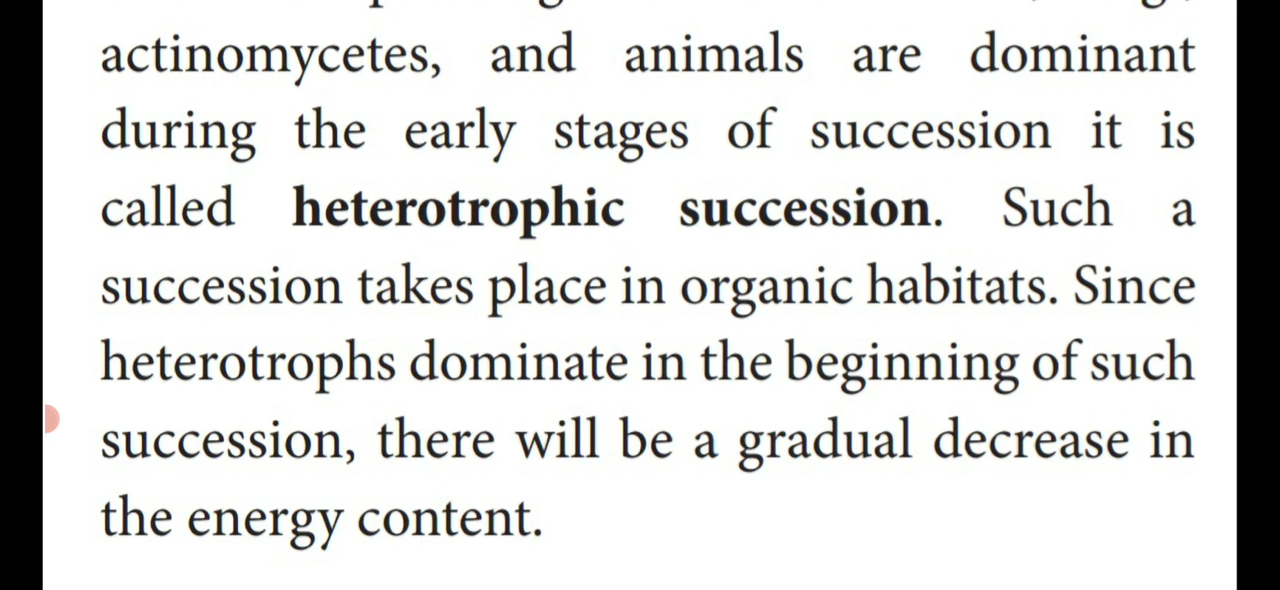 actinomycetes, and animals are dominant
during the early stages of succession it is
called heterotrophic succession. Such a
succession takes place in organic habitats. Since
heterotrophs dominate in the beginning of such
succession, there will be a gradual decrease in
the energy content.